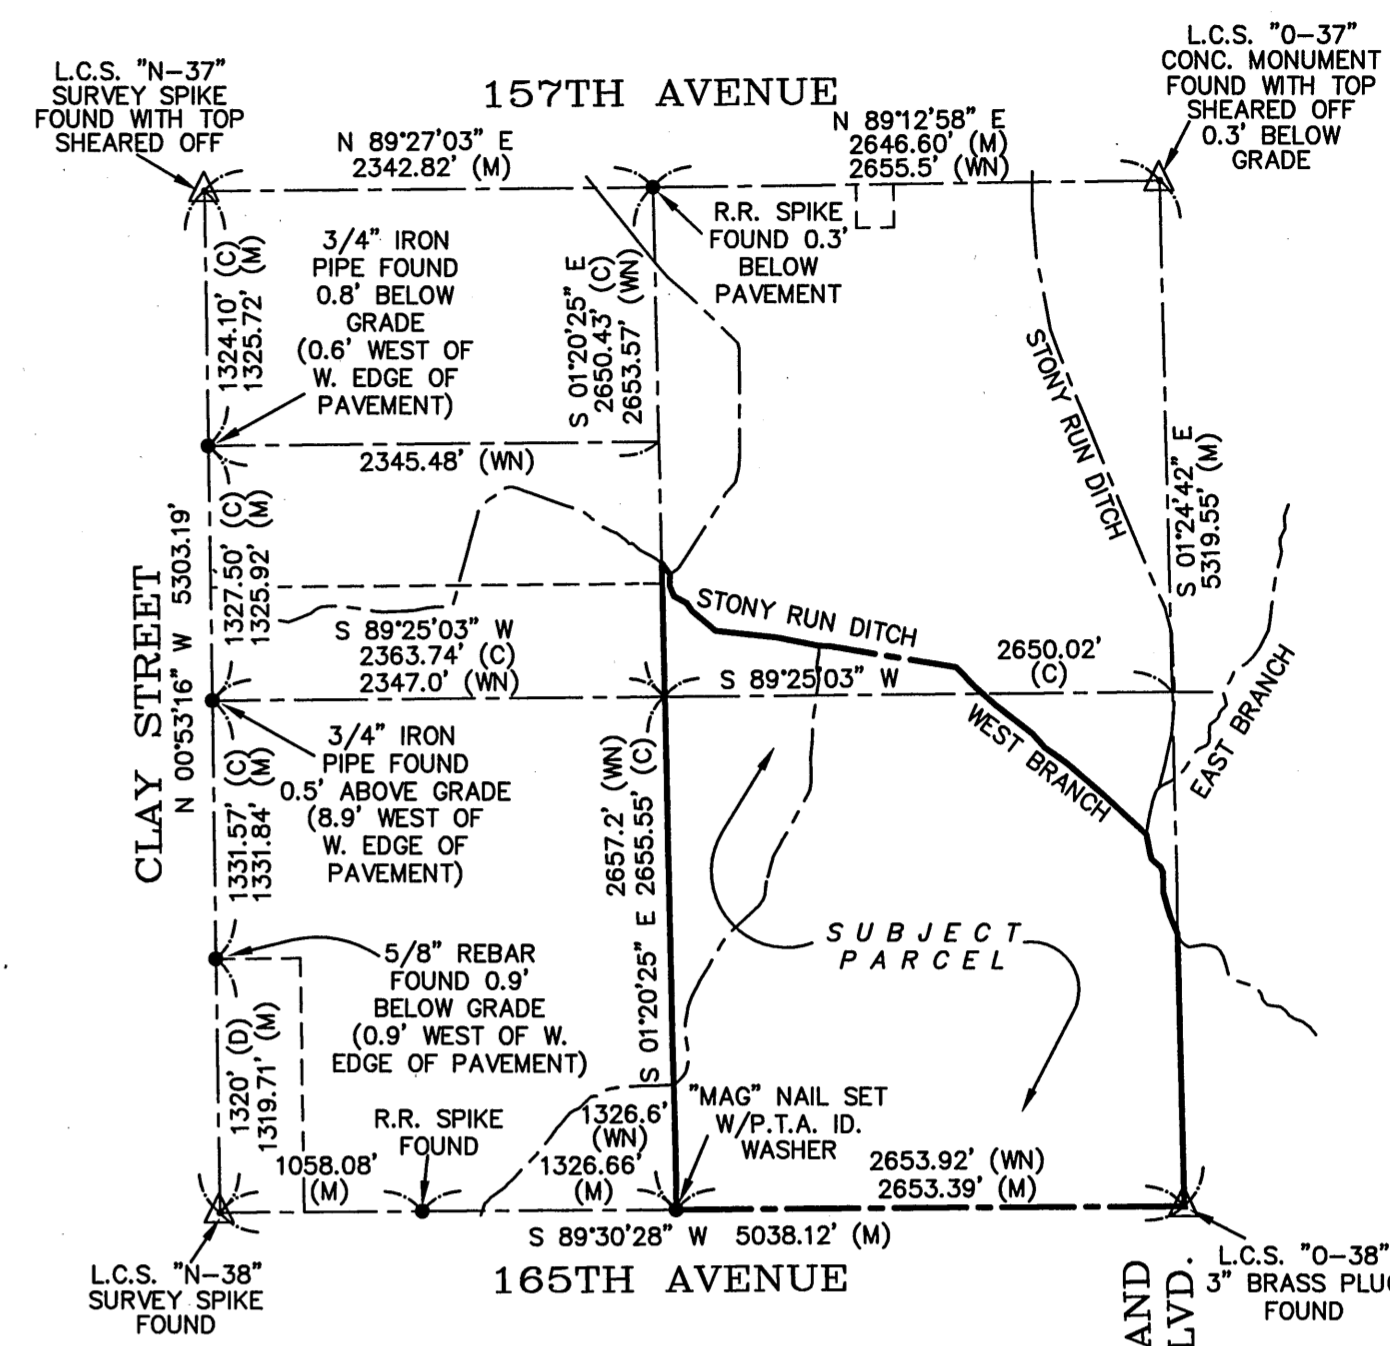 L.C.S. "N-37"
SURVEY SPIKE
FOUND WITH TOP
SHEARED OFF
157TH AVENUE
L.C.S. "O-37"
CONC. MONUMENT
FOUND WITH TOP
SHEARED OFF
0.3' BELOW
GRADE
N 89°27'03" E
2342.82' (M)
N 89°12'58" E
2646.60' (M)
2655.5' (WN)
R.R. SPIKE
FOUND 0.3'
BELOW
PAVEMENT
3/4" IRON
PIPE FOUND
0.8' BELOW
GRADE
(0.6' WEST OF
W. EDGE OF
PAVEMENT)
1324.10' (C)
1325.72' (M)
S 01°20'25" E
2650.43' (C)
2653.57' (WN)
STONY RUN DITCH
S 01°24'42" E
5319.55' (M)
2345.48' (WN)
CLAY STREET
N 00°53'16" W 5303.19'
1327.50' (C)
1325.92' (M)
STONY RUN DITCH
S 89°25'03" W
2363.74' (C)
2347.0' (WN)
S 89°25'03" W
2650.02'
(C)
WEST BRANCH
EAST BRANCH
3/4" IRON
PIPE FOUND
0.5' ABOVE GRADE
(8.9' WEST OF
W. EDGE OF
PAVEMENT)
1331.57' (C)
1331.84' (M)
2657.2' (WN)
S 01°20'25" E 2655.55' (C)
SUBJECT
PARCEL
5/8" REBAR
FOUND 0.9'
BELOW GRADE
(0.9' WEST OF W.
EDGE OF PAVEMENT)
1320' (D)
1319.71' (M)
R.R. SPIKE
FOUND
1058.08'
(M)
1326.6'
(WN)
1326.66'
(M)
"MAG" NAIL SET
W/P.T.A. ID.
WASHER
2653.92' (WN)
2653.39' (M)
S 89°30'28" W 5038.12' (M)
165TH AVENUE
L.C.S. "N-38"
SURVEY SPIKE
FOUND
L.C.S. "O-38"
3" BRASS PLUG
FOUND
AND
LVD.